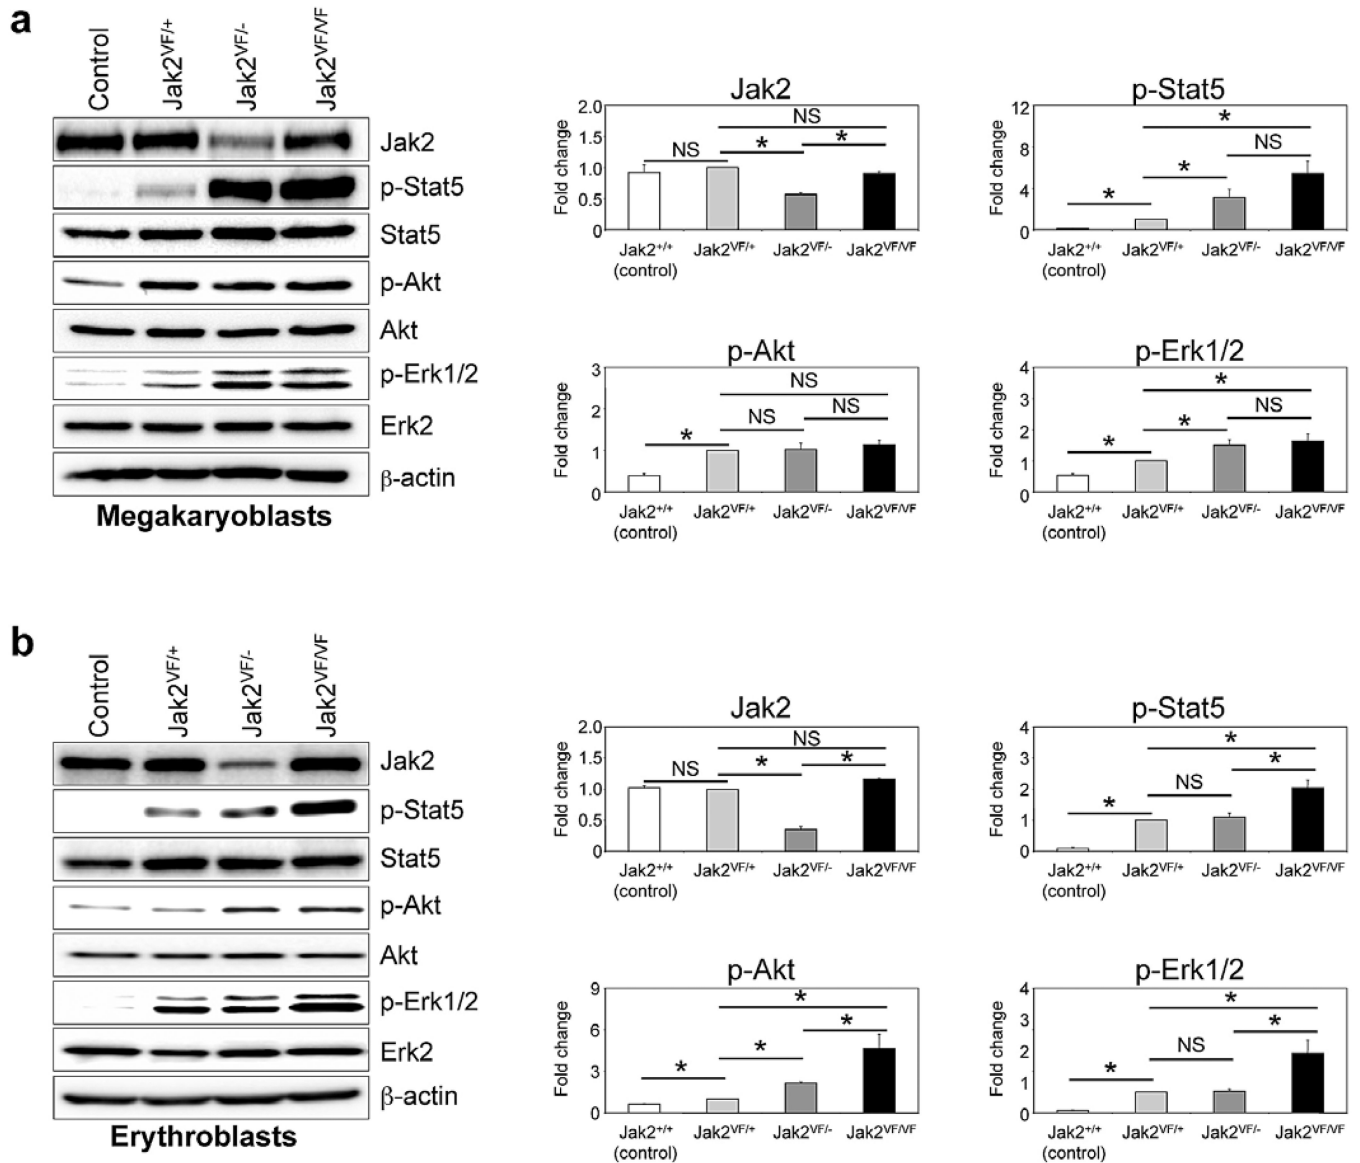 a
Control
Jak2VF/+
Jak2VF/-
Jak2VF/VF
Jak2
p-Stat5
Stat5
p-Akt
Akt
p-Erk1/2
Erk2
β-actin
Megakaryoblasts
Jak2
Fold change
2.0
1.5
1.0
0.5
0
NS
*
*
NS
Jak2+/+
(control)
Jak2VF/+
Jak2VF/-
Jak2VF/VF
p-Stat5
Fold change
12
8
4
0
*
*
NS
*
Jak2+/+
(control)
Jak2VF/+
Jak2VF/-
Jak2VF/VF
p-Akt
Fold change
3
2
1
0
*
NS
NS
NS
Jak2+/+
(control)
Jak2VF/+
Jak2VF/-
Jak2VF/VF
p-Erk1/2
Fold change
4
3
2
1
0
*
*
NS
*
Jak2+/+
(control)
Jak2VF/+
Jak2VF/-
Jak2VF/VF
b
Control
Jak2VF/+
Jak2VF/-
Jak2VF/VF
Jak2
p-Stat5
Stat5
p-Akt
Akt
p-Erk1/2
Erk2
β-actin
Erythroblasts
Jak2
Fold change
2.0
1.5
1.0
0.5
0
NS
*
*
NS
Jak2+/+
(control)
Jak2VF/+
Jak2VF/-
Jak2VF/VF
p-Stat5
Fold change
4
3
2
1
0
*
NS
*
*
Jak2+/+
(control)
Jak2VF/+
Jak2VF/-
Jak2VF/VF
p-Akt
Fold change
9
6
3
0
*
*
*
*
Jak2+/+
(control)
Jak2VF/+
Jak2VF/-
Jak2VF/VF
p-Erk1/2
Fold change
4
3
2
1
0
*
NS
*
*
Jak2+/+
(control)
Jak2VF/+
Jak2VF/-
Jak2VF/VF